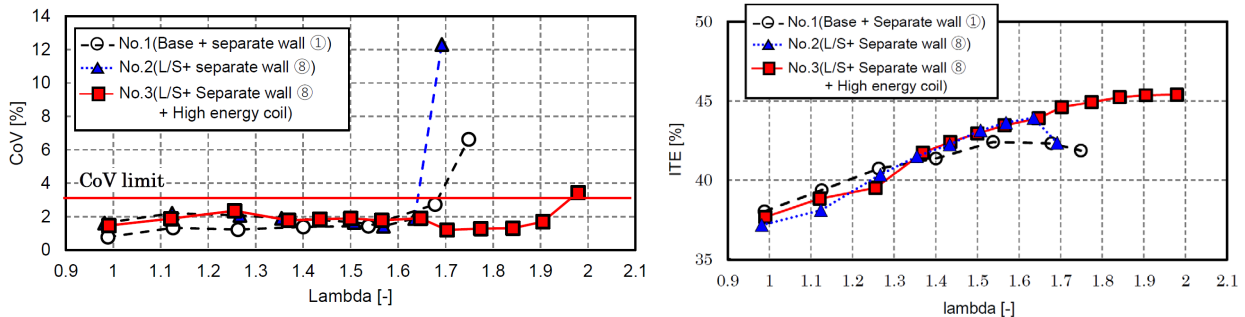 14
12
10
8
6
4
2
0
CoV [%]
No.1(Base + separate wall ①)
No.2(L/S+ separate wall ⑧)
No.3(L/S+ Separate wall ⑧
+ High energy coil)
CoV limit
0.9 1 1.1 1.2 1.3 1.4 1.5 1.6 1.7 1.8 1.9 2 2.1
Lambda [-]
50
45
40
35
ITE [%]
No.1(Base + Separate wall ①)
No.2(L/S+ Separate wall ⑧)
No.3(L/S+ Separate wall ⑧
+ High energy coil)
0.9 1 1.1 1.2 1.3 1.4 1.5 1.6 1.7 1.8 1.9 2 2.1
lambda [-]